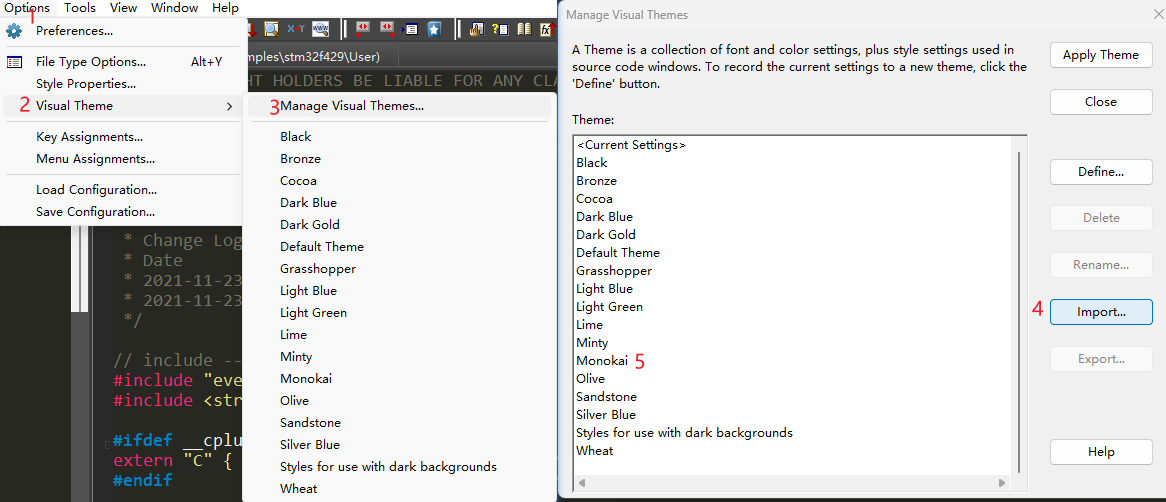 Options Tools View Window Help
1
Preferences...
File Type Options... Alt+Y
Style Properties...
2 Visual Theme >
Key Assignments...
Menu Assignments...
Load Configuration...
Save Configuration...
mples\stm32f429\User)
HT HOLDERS BE LIABLE FOR ANY CLA
3 Manage Visual Themes...
Black
Bronze
Cocoa
Dark Blue
Dark Gold
Default Theme
Grasshopper
Light Blue
Light Green
Lime
Minty
Monokai
Olive
Sandstone
Silver Blue
Styles for use with dark backgrounds
Wheat
* Change Log
* Date
* 2021-11-23
* 2021-11-23
*/
// include --
#include "eve
#include <str
#ifdef __cplu
extern "C" {
#endif
Manage Visual Themes
A Theme is a collection of font and color settings, plus style settings used in
source code windows. To record the current settings to a new theme, click the
'Define' button.
Theme:
<Current Settings>
Black
Bronze
Cocoa
Dark Blue
Dark Gold
Default Theme
Grasshopper
Light Blue
Light Green
Lime
Minty
Monokai 5
Olive
Sandstone
Silver Blue
Styles for use with dark backgrounds
Wheat
Apply Theme
Close
Define...
Delete
Rename...
4 Import...
Export...
Help